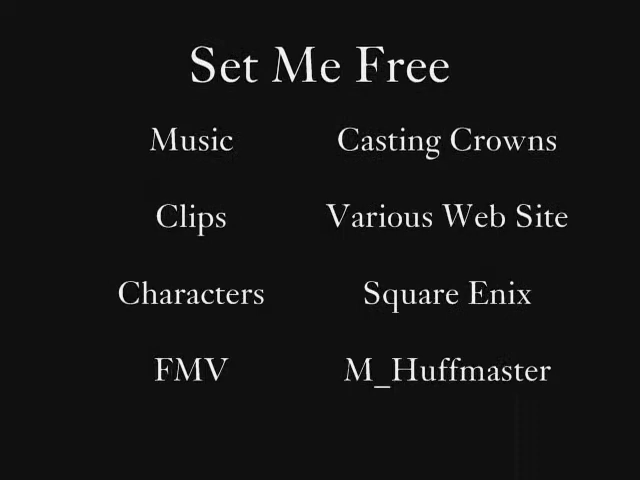 Set Me Free
Music Casting Crowns
Clips Various Web Site
Characters Square Enix
FMV M_Huffmaster